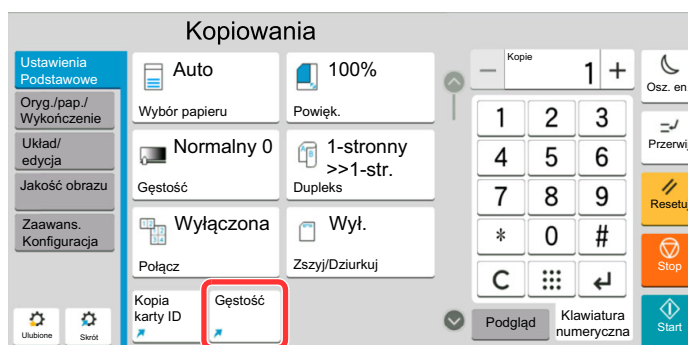 Kopiowania
Ustawienia
Podstawowe
Oryg./pap./
Wykończenie
Układ/
edycja
Jakość obrazu
Zaawans.
Konfiguracja
Ulubione
Skrót
Auto
Wybór papieru
100%
Powięk.
Normalny 0
Gęstość
1-stronny
>>1-str.
Dupleks
Wyłączona
Połącz
Wył.
Zszyj/Dziurkuj
Kopia
karty ID
Gęstość
Kopie
− 1 +
1 2 3
4 5 6
7 8 9
* 0 #
C
Podgląd
Klawiatura
numeryczna
Osz. en
Przerwij
Resetuj
Stop
Start